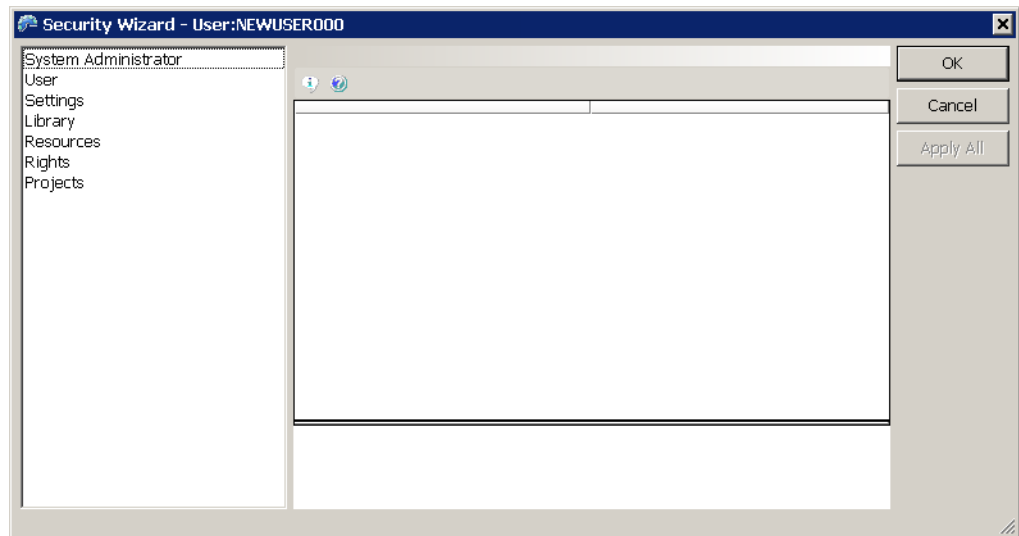 Security Wizard - User:NEWUSER000
System Administrator
User
Settings
Library
Resources
Rights
Projects
OK
Cancel
Apply All